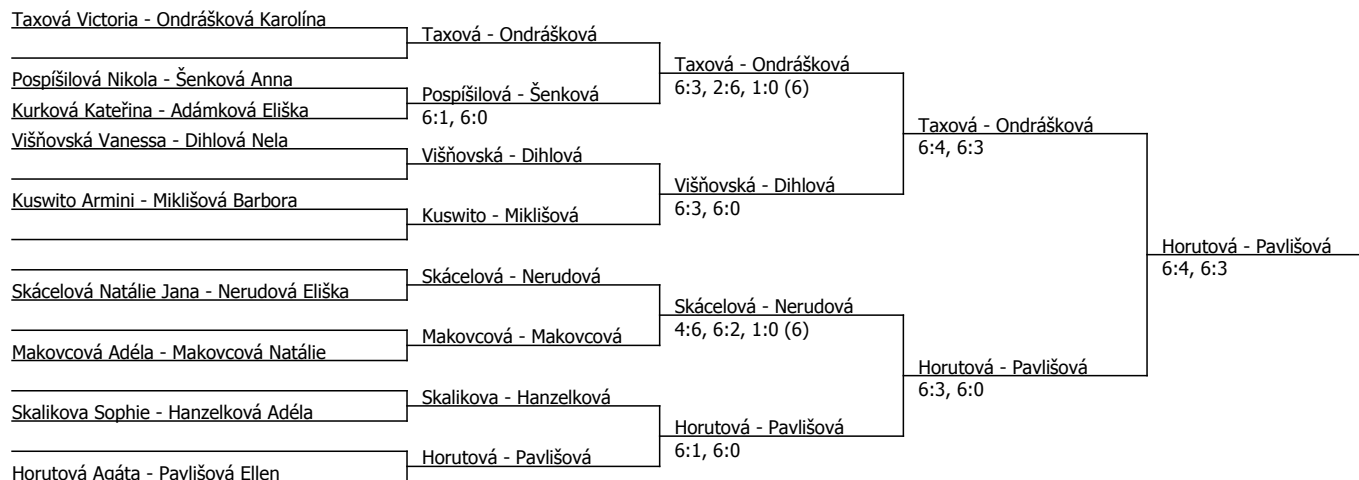 Taxová Victoria - Ondrášková Karolína
Pospíšilová Nikola - Šenková Anna
Kurková Kateřina - Adámková Eliška
Višňovská Vanessa - Dihlová Nela
Kuswito Armini - Miklišová Barbora
Skácelová Natálie Jana - Nerudová Eliška
Makovcová Adéla - Makovcová Natálie
Skalikova Sophie - Hanzelková Adéla
Horutová Agáta - Pavlišová Ellen
Taxová - Ondrášková
Pospíšilová - Šenková
6:1, 6:0
Višňovská - Dihlová
Kuswito - Miklišová
Skácelová - Nerudová
Makovcová - Makovcová
Skalikova - Hanzelková
Horutová - Pavlišová
Taxová - Ondrášková
6:3, 2:6, 1:0 (6)
Višňovská - Dihlová
6:3, 6:0
Skácelová - Nerudová
4:6, 6:2, 1:0 (6)
Horutová - Pavlišová
6:1, 6:0
Taxová - Ondrášková
6:4, 6:3
Horutová - Pavlišová
6:3, 6:0
Horutová - Pavlišová
6:4, 6:3